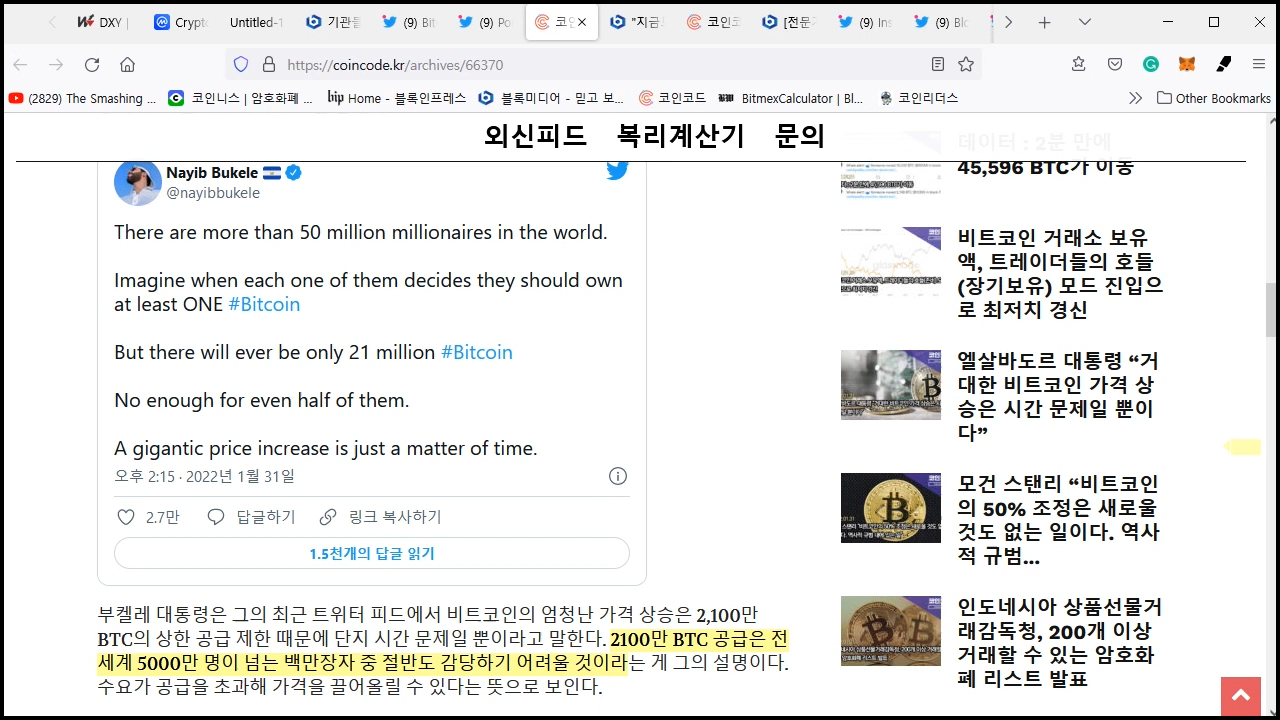 DXY
Crypt
Untitled-1
기관들
(9) Bit
(9) Po
코인
"지금
코인코
[전문
(9) Ins
(9) Blo
https://coincode.kr/archives/66370
(2829) The Smashing ...
코인니스 | 암호화폐 ...
bip Home - 블록인프레스
블록미디어 - 믿고 보...
코인코드
BitmexCalculator | Bl...
코인리더스
Other Bookmarks
외신피드 복리계산기 문의
Nayib Bukele
@nayibbukele
There are more than 50 million millionaires in the world.
Imagine when each one of them decides they should own
at least ONE #Bitcoin
But there will ever be only 21 million #Bitcoin
No enough for even half of them.
A gigantic price increase is just a matter of time.
오후 2:15 · 2022년 1월 31일
2.7만 답글하기 링크 복사하기
1.5천개의 답글 읽기
부켈레 대통령은 그의 최근 트위터 피드에서 비트코인의 엄청난 가격 상승은 2,100만
BTC의 상한 공급 제한 때문에 단지 시간 문제일 뿐이라고 말한다. 2100만 BTC 공급은 전
세계 5000만 명이 넘는 백만장자 중 절반도 감당하기 어려울 것이라는 게 그의 설명이다.
수요가 공급을 초과해 가격을 끌어올릴 수 있다는 뜻으로 보인다.
데이터 : 2분 만에
45,596 BTC가 이동
비트코인 거래소 보유
액, 트레이더들의 호들
(장기보유) 모드 진입으
로 최저치 경신
엘살바도르 대통령 “거
대한 비트코인 가격 상
승은 시간 문제일 뿐이
다”
모건 스탠리 “비트코인
의 50% 조정은 새로울
것도 없는 일이다. 역사
적 규범...
인도네시아 상품선물거
래감독청, 200개 이상
거래할 수 있는 암호화
폐 리스트 발표